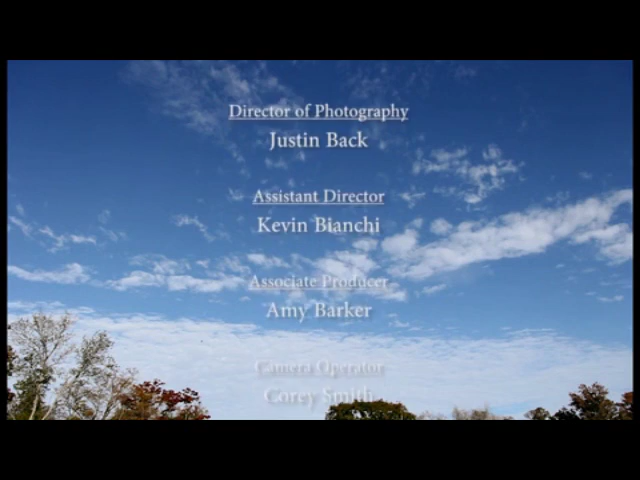 Director of Photography
Justin Back
Assistant Director
Kevin Bianchi
Associate Producer
Amy Barker
Camera Operator
Corey Smith